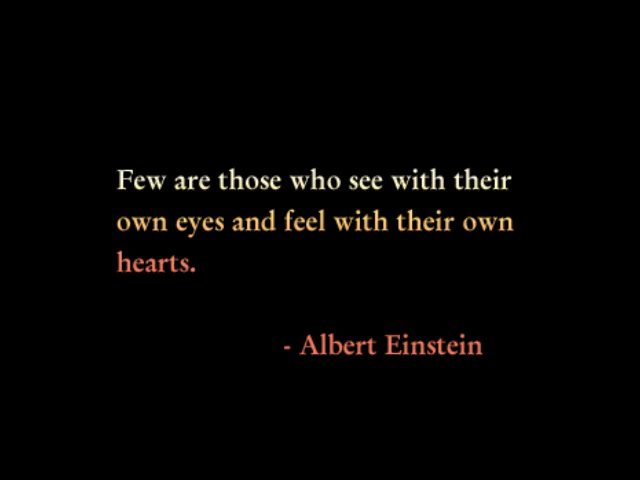 Few are those who see with their
own eyes and feel with their own
hearts.
- Albert Einstein